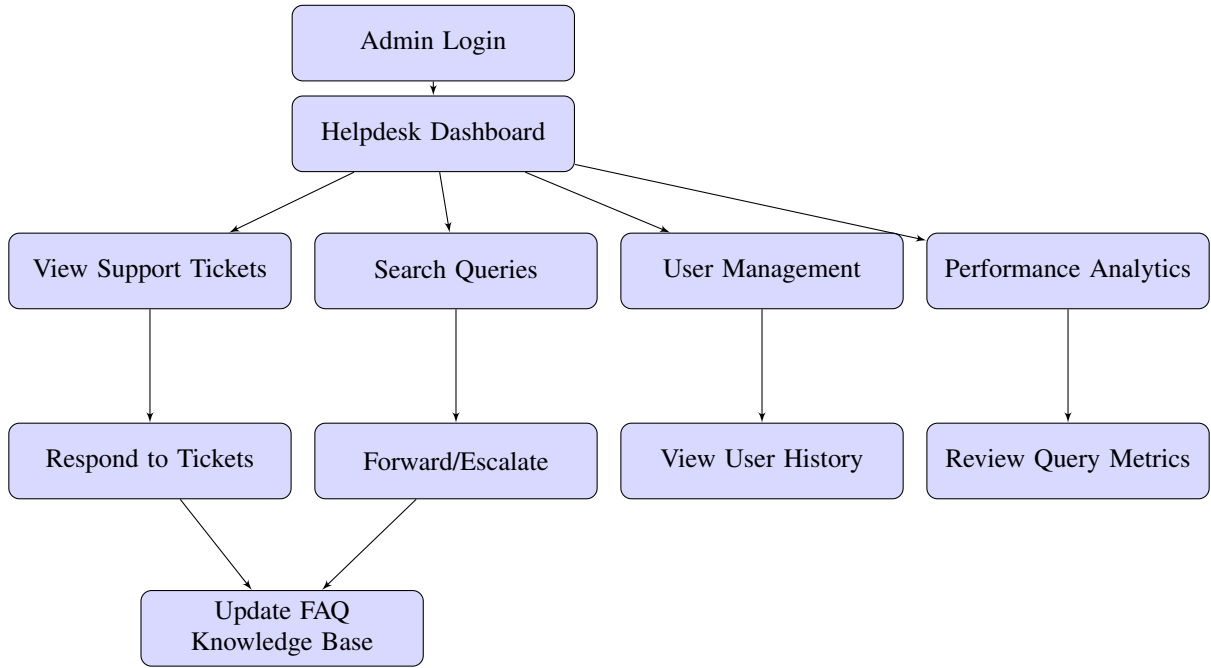 Admin Login
Helpdesk Dashboard
View Support Tickets
Search Queries
User Management
Performance Analytics
Respond to Tickets
Forward/Escalate
View User History
Review Query Metrics
Update FAQ
Knowledge Base